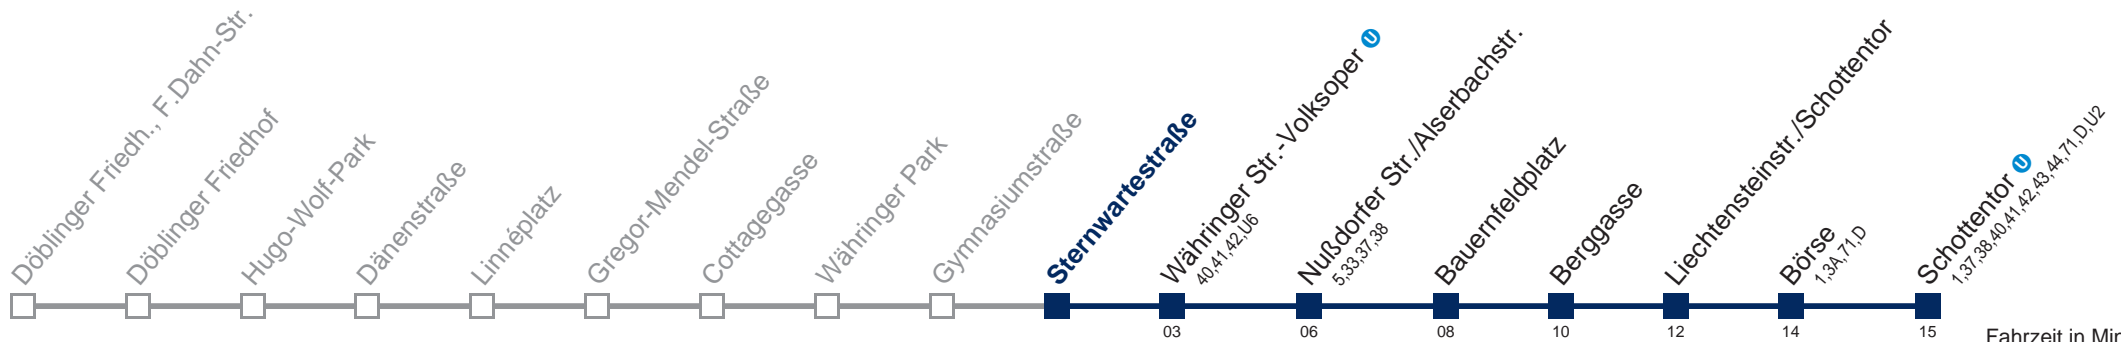 Döblinger Friedh., F.Dahn-Str.
Döblinger Friedhof
Hugo-Wolf-Park
Dänenstraße
Linnéplatz
Gregor-Mendel-Straße
Cottagegasse
Währinger Park
Gymnasiumstraße
Sternwartestraße
Währinger Str.-Volksoper U
40,41,42,U6
Nußdorfer Str./Alserbachstr.
5,33,37,38
Bauernfeldplatz
Berggasse
Liechtensteinstr./Schottentor
Börse
1,3A,71,D
Schottentor U
1,37,38,40,41,42,43,44,71,D,U2
03 06 08 10 12 14 15
Fahrzeit in Min